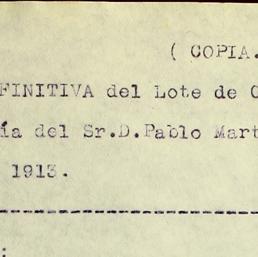 ( COPIA.
FINITIVA del Lote de
ía del Sr.D.Pablo Mart
1913.
: